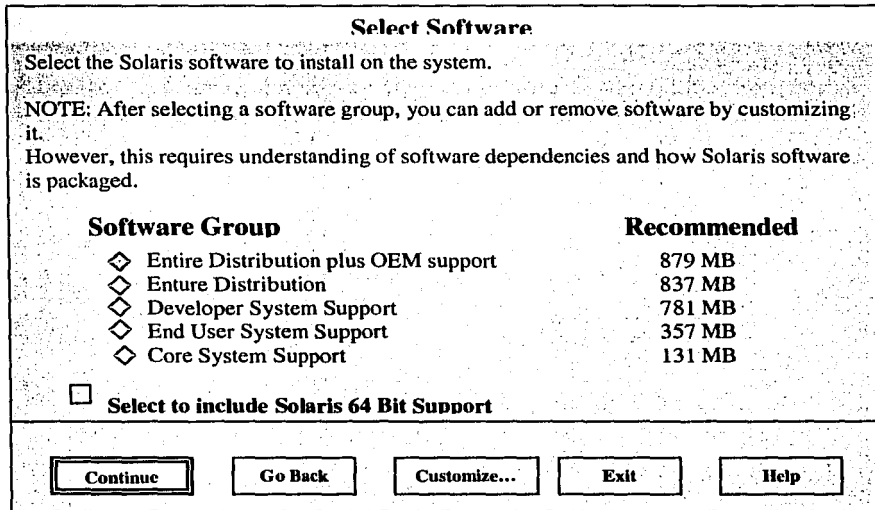 Select Software
Select the Solaris software to install on the system.
NOTE: After selecting a software group, you can add or remove software by customizing
it.
However, this requires understanding of software dependencies and how Solaris software
is packaged.
Software Group Recommended
Entire Distribution plus OEM support 879 MB
Enture Distribution 837 MB
Developer System Support 781 MB
End User System Support 357 MB
Core System Support 131 MB
Select to include Solaris 64 Bit Support
Continue Go Back Customize... Exit Help